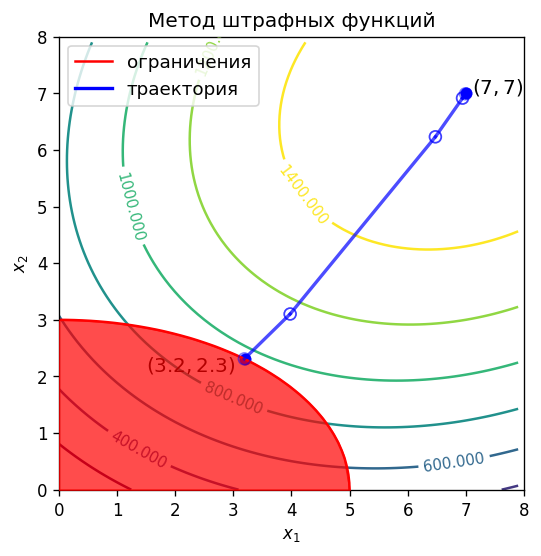 Метод штрафных функций
ограничения
траектория
(7, 7)
1400.000
1000.000
(3.2, 2.3)
800.000
400.000
600.000
8
7
6
5
4
3
2
1
0
x₂
0 1 2 3 4 5 6 7 8
x₁